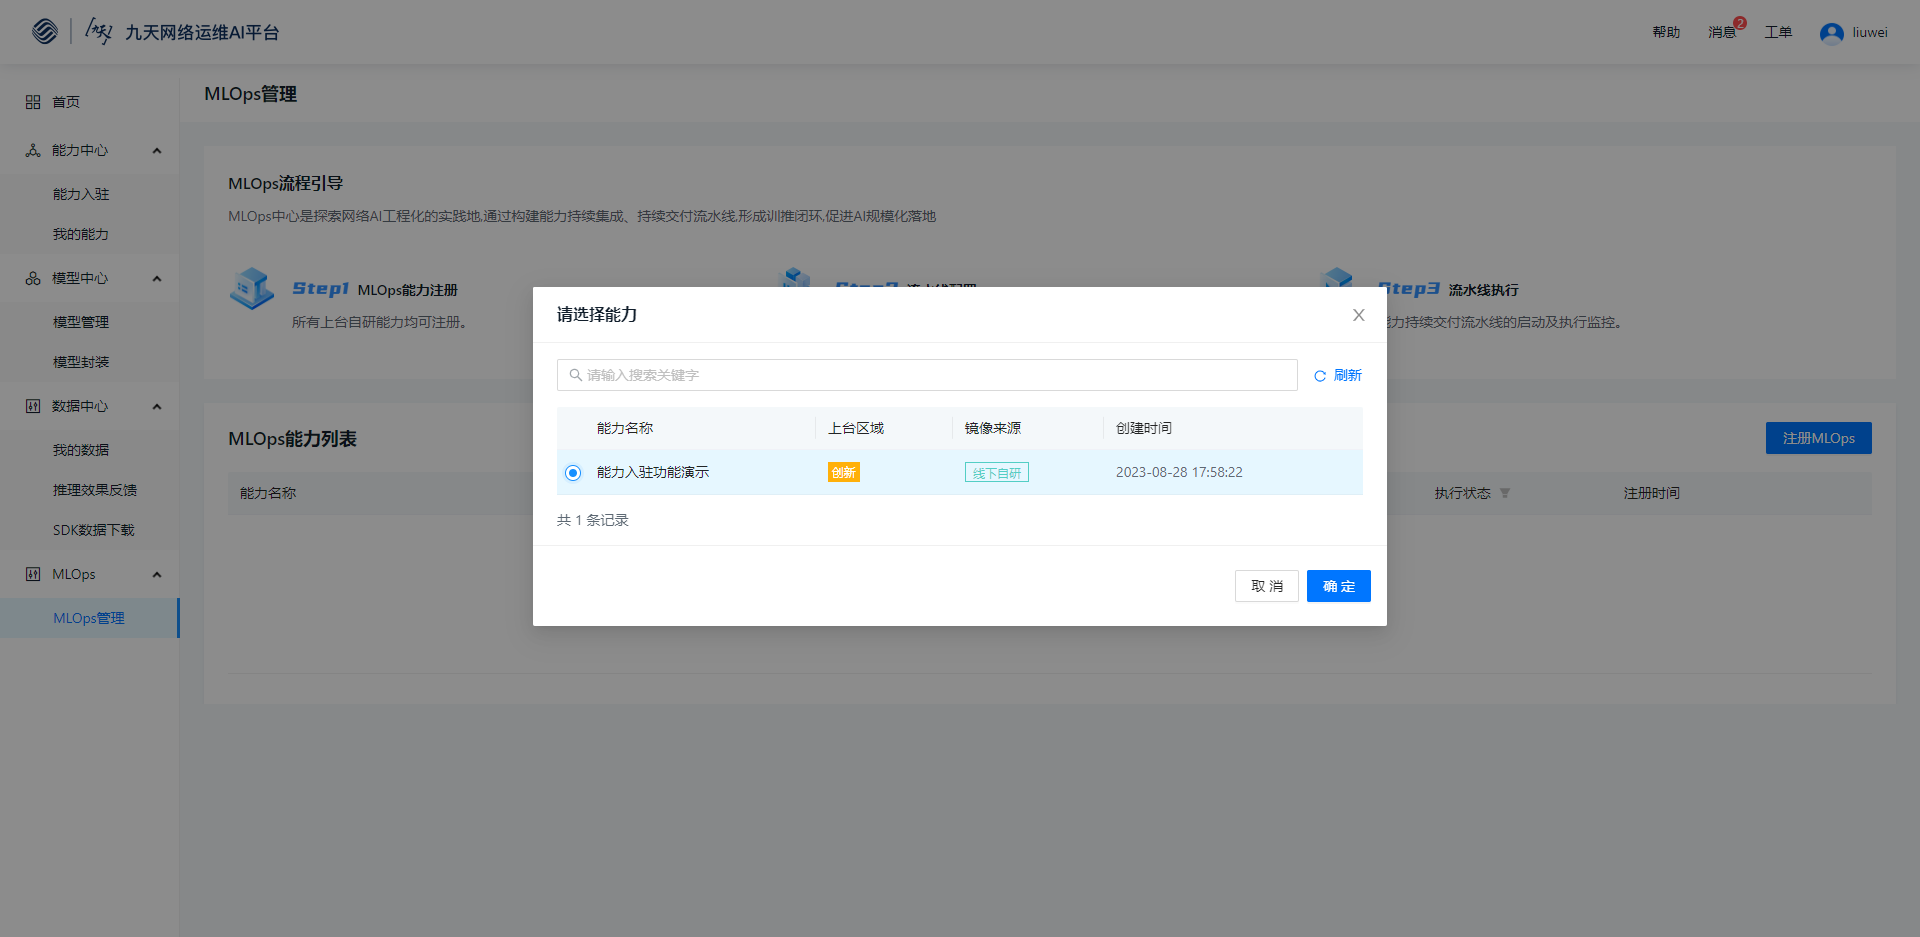 九天 九天网络运维AI平台
帮助 消息 2 工单 liuwei
首页
能力中心
能力入驻
我的能力
模型中心
模型管理
模型封装
数据中心
我的数据
推理效果反馈
SDK数据下载
MLOps
MLOps管理
MLOps管理
MLOps流程引导
MLOps中心是探索网络AI工程化的实践地,通过构建能力持续集成、持续交付流水线,形成训推闭环,促进AI规模化落地
Step1 MLOps能力注册
所有上台自研能力均可注册。
Step2 流水线配置
Step3 流水线执行
能力持续交付流水线的启动及执行监控。
MLOps能力列表
注册MLOps
能力名称 执行状态 注册时间
请选择能力
请输入搜索关键字 刷新
能力名称 上台区域 镜像来源 创建时间
能力入驻功能演示 创新 线下自研 2023-08-28 17:58:22
共 1 条记录
取 消 确 定